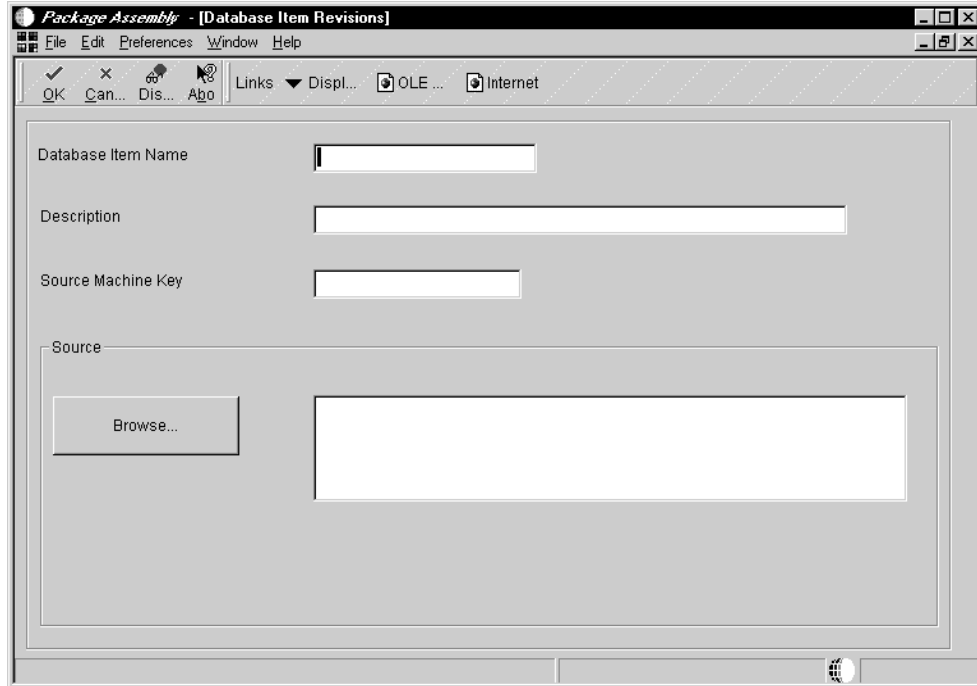 Package Assembly - [Database Item Revisions]
File Edit Preferences Window Help
OK Can... Dis... Abo Links Displ... OLE ... Internet
Database Item Name
Description
Source Machine Key
Source
Browse...